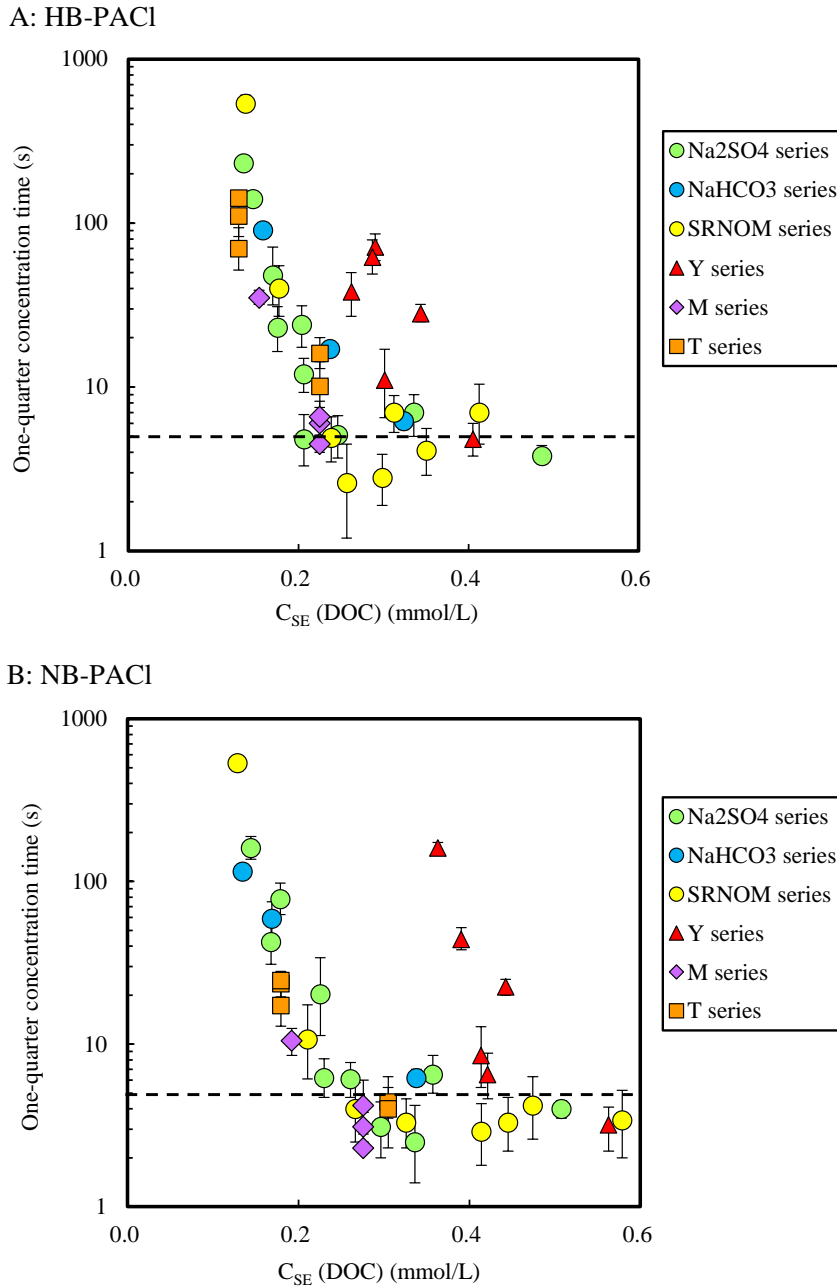 A: HB-PACl
1000
100
10
1
One-quarter concentration time (s)
0.0 0.2 0.4 0.6
C_SE (DOC) (mmol/L)
Na2SO4 series
NaHCO3 series
SRNOM series
Y series
M series
T series
B: NB-PACl
1000
100
10
1
One-quarter concentration time (s)
0.0 0.2 0.4 0.6
C_SE (DOC) (mmol/L)
Na2SO4 series
NaHCO3 series
SRNOM series
Y series
M series
T series